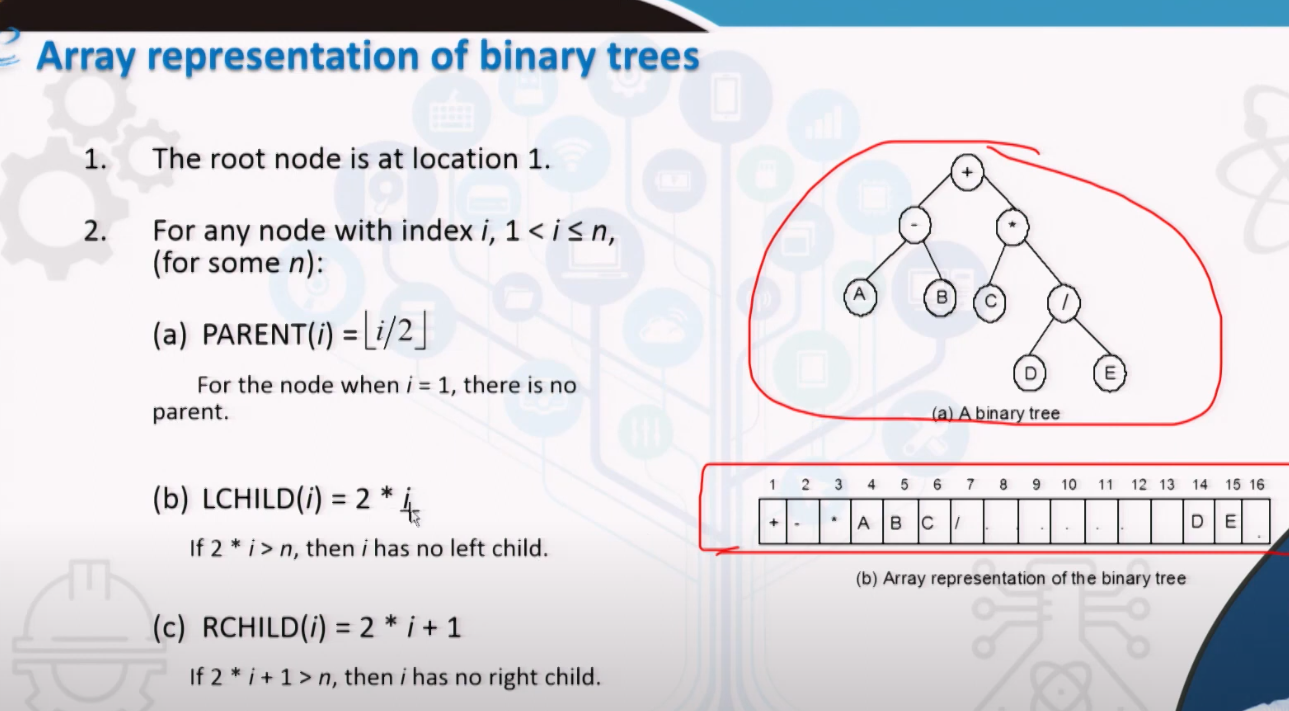 Array representation of binary trees
1. The root node is at location 1.
2. For any node with index i, 1 < i ≤ n,
(for some n):
(a) PARENT(i) = ⌊i/2⌋
For the node when i = 1, there is no
parent.
(b) LCHILD(i) = 2 * i
If 2 * i > n, then i has no left child.
(c) RCHILD(i) = 2 * i + 1
If 2 * i + 1 > n, then i has no right child.
+
- *
A B C /
D E
(a) A binary tree
1 2 3 4 5 6 7 8 9 10 11 12 13 14 15 16
+ - * A B C / . . . . . D E .
(b) Array representation of the binary tree